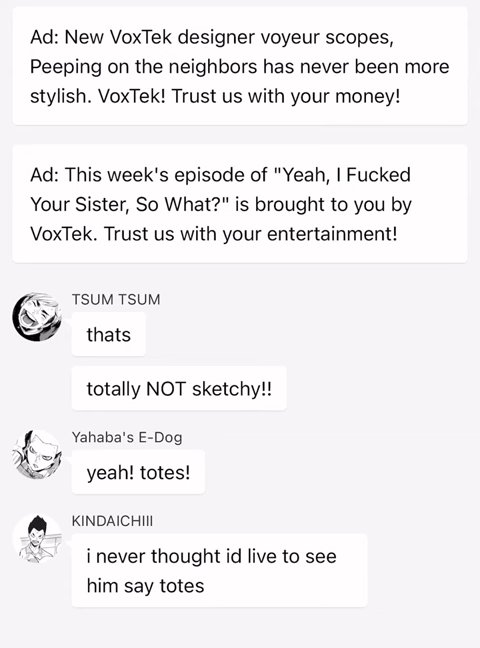 Ad: New VoxTek designer voyeur scopes,
Peeping on the neighbors has never been more
stylish. VoxTek! Trust us with your money!
Ad: This week's episode of "Yeah, I Fucked
Your Sister, So What?" is brought to you by
VoxTek. Trust us with your entertainment!
TSUM TSUM
thats
totally NOT sketchy!!
Yahaba's E-Dog
yeah! totes!
KINDAICHIII
i never thought id live to see
him say totes